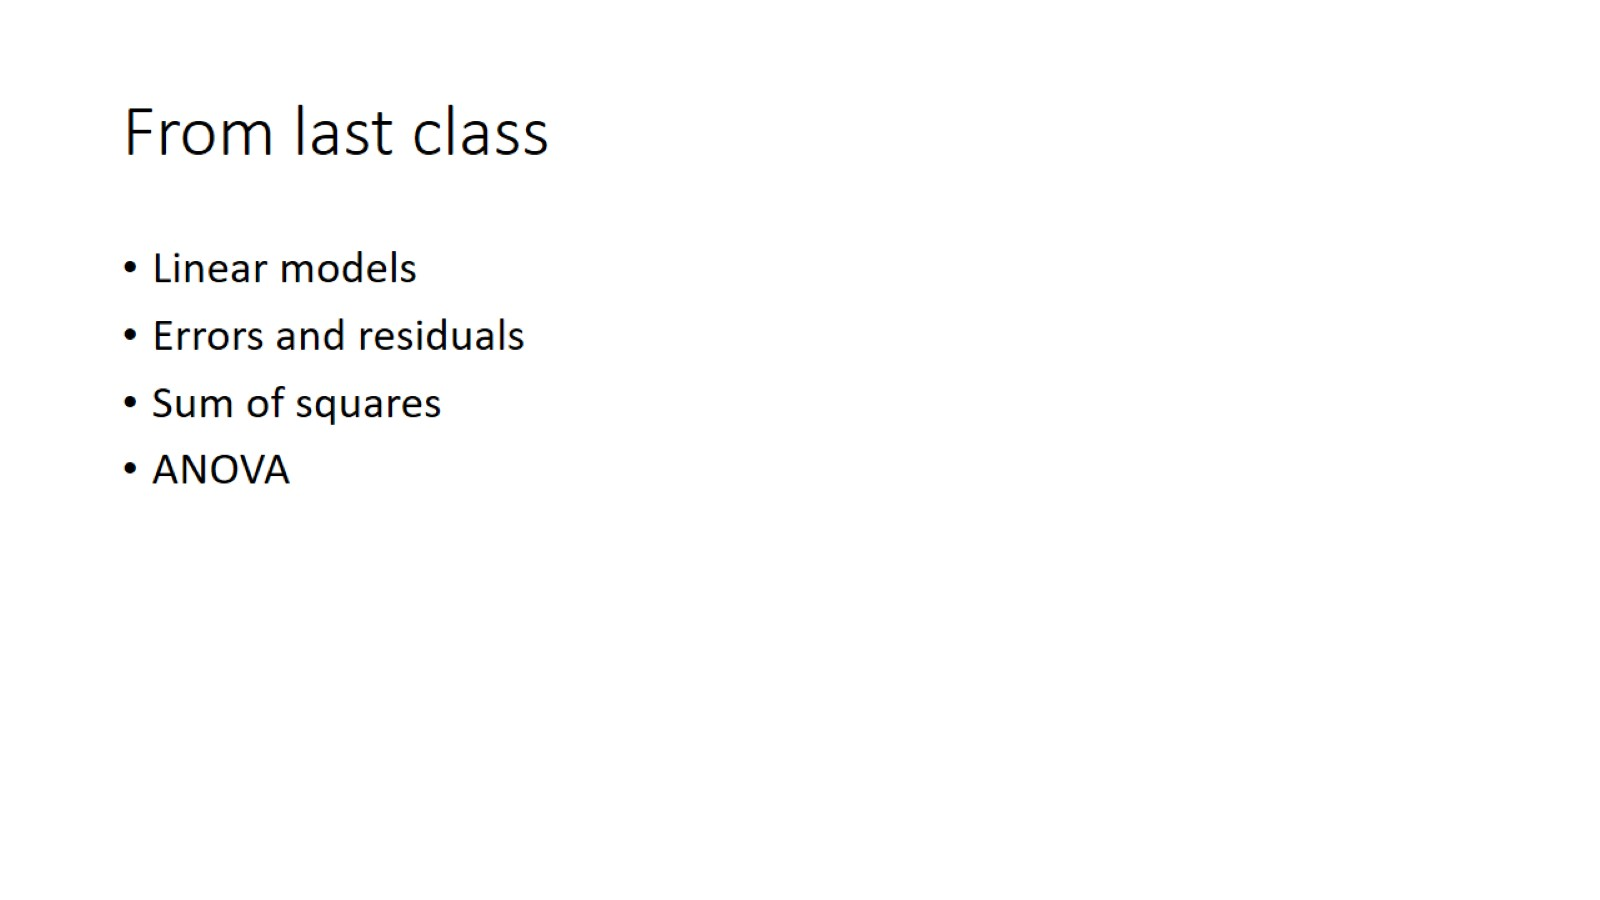 From last class
• Linear models
• Errors and residuals
• Sum of squares
• ANOVA